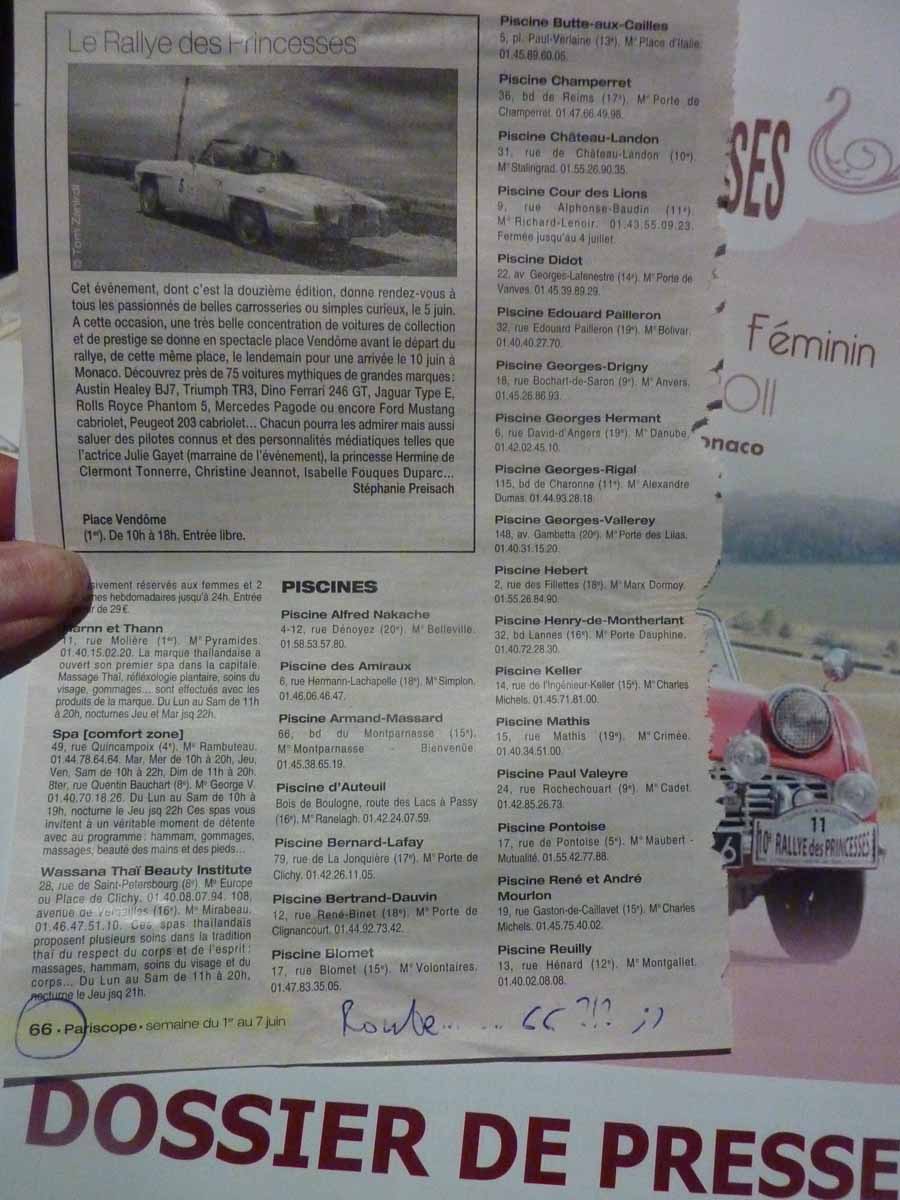 Le Rallye des Princesses
© Tom Zaniroli
Cet événement, dont c'est la douzième édition, donne rendez-vous à
tous les passionnés de belles carrosseries ou simples curieux, le 5 juin.
A cette occasion, une très belle concentration de voitures de collection
et de prestige se donne en spectacle place Vendôme avant le départ du
rallye, de cette même place, le lendemain pour une arrivée le 10 juin à
Monaco. Découvrez près de 75 voitures mythiques de grandes marques :
Austin Healey BJ7, Triumph TR3, Dino Ferrari 246 GT, Jaguar Type E,
Rolls Royce Phantom 5, Mercedes Pagode ou encore Ford Mustang
cabriolet, Peugeot 203 cabriolet... Chacun pourra les admirer mais aussi
saluer des pilotes connus et des personnalités médiatiques telles que
l'actrice Julie Gayet (marraine de l'événement), la princesse Hermine de
Clermont Tonnerre, Christine Jeannot, Isabelle Fouques Duparc...
Stéphanie Preisach
Place Vendôme
(1er). De 10h à 18h. Entrée libre.
sivement réservés aux femmes et 2
mes hebdomadaires jusqu'à 24h. Entrée
de 29€.
Harnn et Thann
11, rue Molière (1er). M° Pyramides.
01.40.15.02.20. La marque thaïlandaise a
ouvert son premier spa dans la capitale.
Massage Thaï, réfléxologie plantaire, soins du
visage, gommages... sont effectués avec les
produits de la marque. Du Lun au Sam de 11h
à 20h, nocturnes Jeu et Mar jsq 22h.
Spa [comfort zone]
49, rue Quincampoix (4e). M° Rambuteau.
01.44.78.64.64. Mar, Mer de 10h à 20h, Jeu,
Ven, Sam de 10h à 22h, Dim de 11h à 20h.
8ter, rue Quentin Bauchart (8e). M° George V.
01.40.70.18.26. Du Lun au Sam de 10h à
19h, nocturne le Jeu jsq 22h Ces spas vous
invitent à un véritable moment de détente
avec au programme : hammam, gommages,
massages, beauté des mains et des pieds...
Wassana Thaï Beauty Institute
28, rue de Saint-Petersbourg (8e). M° Europe
ou Place de Clichy. 01.40.08.07.94. 108,
avenue de Versailles (16e). M° Mirabeau.
01.46.47.51.10. Ces spas thaïlandais
proposent plusieurs soins dans la tradition
thaï du respect du corps et de l'esprit :
massages, hammam, soins du visage et du
corps... Du Lun au Sam de 11h à 20h,
nocturne le Jeu jsq 21h.
PISCINES
Piscine Alfred Nakache
4-12, rue Dénoyez (20e). M° Belleville.
01.58.53.57.80.
Piscine des Amiraux
6, rue Hermann-Lachapelle (18e). M° Simplon.
01.46.06.46.47.
Piscine Armand-Massard
66, bd du Montparnasse (15e).
M° Montparnasse - Bienvenüe.
01.45.38.65.19.
Piscine d'Auteuil
Bois de Boulogne, route des Lacs à Passy
(16e). M° Ranelagh. 01.42.24.07.59.
Piscine Bernard-Lafay
79, rue de La Jonquière (17e). M° Porte de
Clichy. 01.42.26.11.05.
Piscine Bertrand-Dauvin
12, rue René-Binet (18e). M° Porte de
Clignancourt. 01.44.92.73.42.
Piscine Blomet
17, rue Blomet (15e). M° Volontaires.
01.47.83.35.05.
Piscine Butte-aux-Cailles
5, pl. Paul-Verlaine (13e). M° Place d'Italie.
01.45.89.60.05.
Piscine Champerret
36, bd de Reims (17e). M° Porte de
Champerret. 01.47.66.49.98.
Piscine Château-Landon
31, rue de Château-Landon (10e).
M° Stalingrad. 01.55.26.90.35.
Piscine Cour des Lions
9, rue Alphonse-Baudin (11e).
M° Richard-Lenoir. 01.43.55.09.23.
Fermée jusqu'au 4 juillet.
Piscine Didot
22, av. Georges-Lafenestre (14e). M° Porte de
Vanves. 01.45.39.89.29.
Piscine Edouard Pailleron
32, rue Edouard Pailleron (19e). M° Bolivar.
01.40.40.27.70.
Piscine Georges-Drigny
18, rue Bochart-de-Saron (9e). M° Anvers.
01.45.26.86.93.
Piscine Georges Hermant
6, rue David-d'Angers (19e). M° Danube.
01.42.02.45.10.
Piscine Georges-Rigal
115, bd de Charonne (11e). M° Alexandre
Dumas. 01.44.93.28.18.
Piscine Georges-Vallerey
148, av. Gambetta (20e). M° Porte des Lilas.
01.40.31.15.20.
Piscine Hebert
2, rue des Fillettes (18e). M° Marx Dormoy.
01.55.26.84.90.
Piscine Henry-de-Montherlant
32, bd Lannes (16e). M° Porte Dauphine.
01.40.72.28.30.
Piscine Keller
14, rue de l'Ingénieur-Keller (15e). M° Charles
Michels. 01.45.71.81.00.
Piscine Mathis
15, rue Mathis (19e). M° Crimée.
01.40.34.51.00.
Piscine Paul Valeyre
24, rue Rochechouart (9e). M° Cadet.
01.42.85.26.73.
Piscine Pontoise
17, rue de Pontoise (5e). M° Maubert -
Mutualité. 01.55.42.77.88.
Piscine René et André
Mourlon
19, rue Gaston-de-Caillavet (15e). M° Charles
Michels. 01.45.75.40.02.
Piscine Reuilly
13, rue Hénard (12e). M° Montgallet.
01.40.02.08.08.
66 • Pariscope • semaine du 1er au 7 juin
Route...... 66?!? ;)
SSES
Féminin
011
onaco
11
10e RALLYE des PRINCESSES
6
DOSSIER DE PRESSE